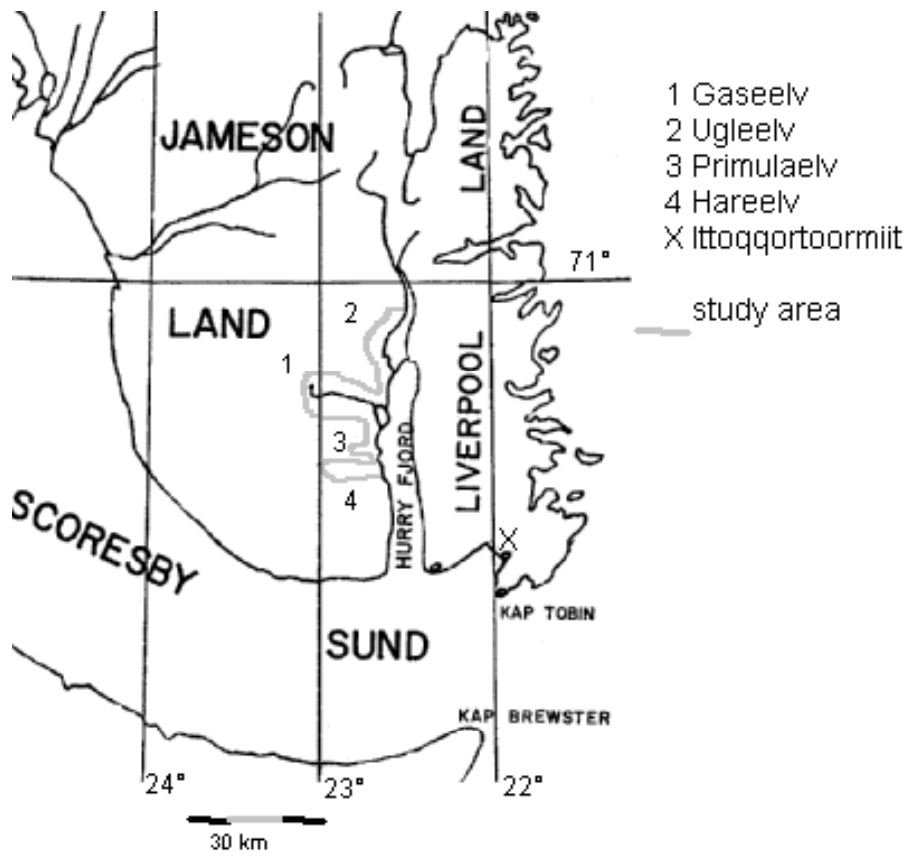 JAMESON
LAND
LIVERPOOL LAND
HURRY FJORD
SCORESBY
SUND
KAP TOBIN
KAP BREWSTER
71°
24°
23°
22°
30 km
1
2
3
4
X
1 Gaseelv
2 Ugleelv
3 Primulaelv
4 Hareelv
X Ittoqqortoormiit
study area